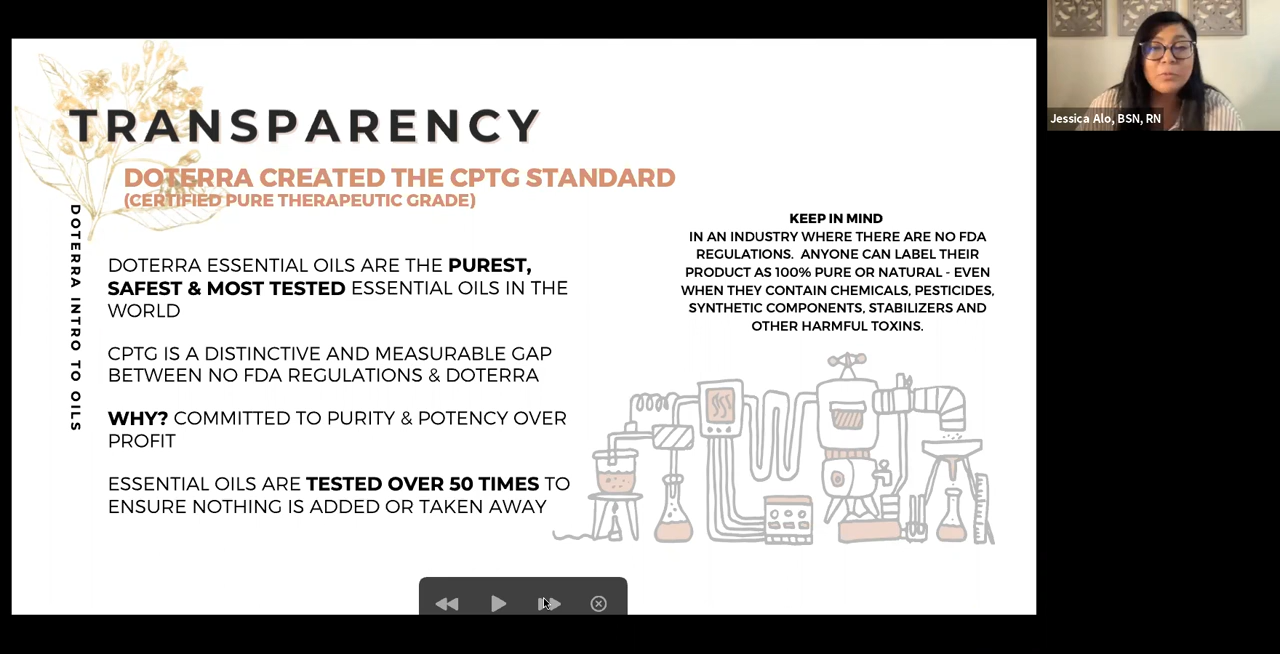 TRANSPARENCY
DOTERRA CREATED THE CPTG STANDARD
(CERTIFIED PURE THERAPEUTIC GRADE)
DOTERRA INTRO TO OILS
DOTERRA ESSENTIAL OILS ARE THE PUREST,
SAFEST & MOST TESTED ESSENTIAL OILS IN THE
WORLD
CPTG IS A DISTINCTIVE AND MEASURABLE GAP
BETWEEN NO FDA REGULATIONS & DOTERRA
WHY? COMMITTED TO PURITY & POTENCY OVER
PROFIT
ESSENTIAL OILS ARE TESTED OVER 50 TIMES TO
ENSURE NOTHING IS ADDED OR TAKEN AWAY
KEEP IN MIND
IN AN INDUSTRY WHERE THERE ARE NO FDA
REGULATIONS. ANYONE CAN LABEL THEIR
PRODUCT AS 100% PURE OR NATURAL - EVEN
WHEN THEY CONTAIN CHEMICALS, PESTICIDES,
SYNTHETIC COMPONENTS, STABILIZERS AND
OTHER HARMFUL TOXINS.
Jessica Alo, BSN, RN